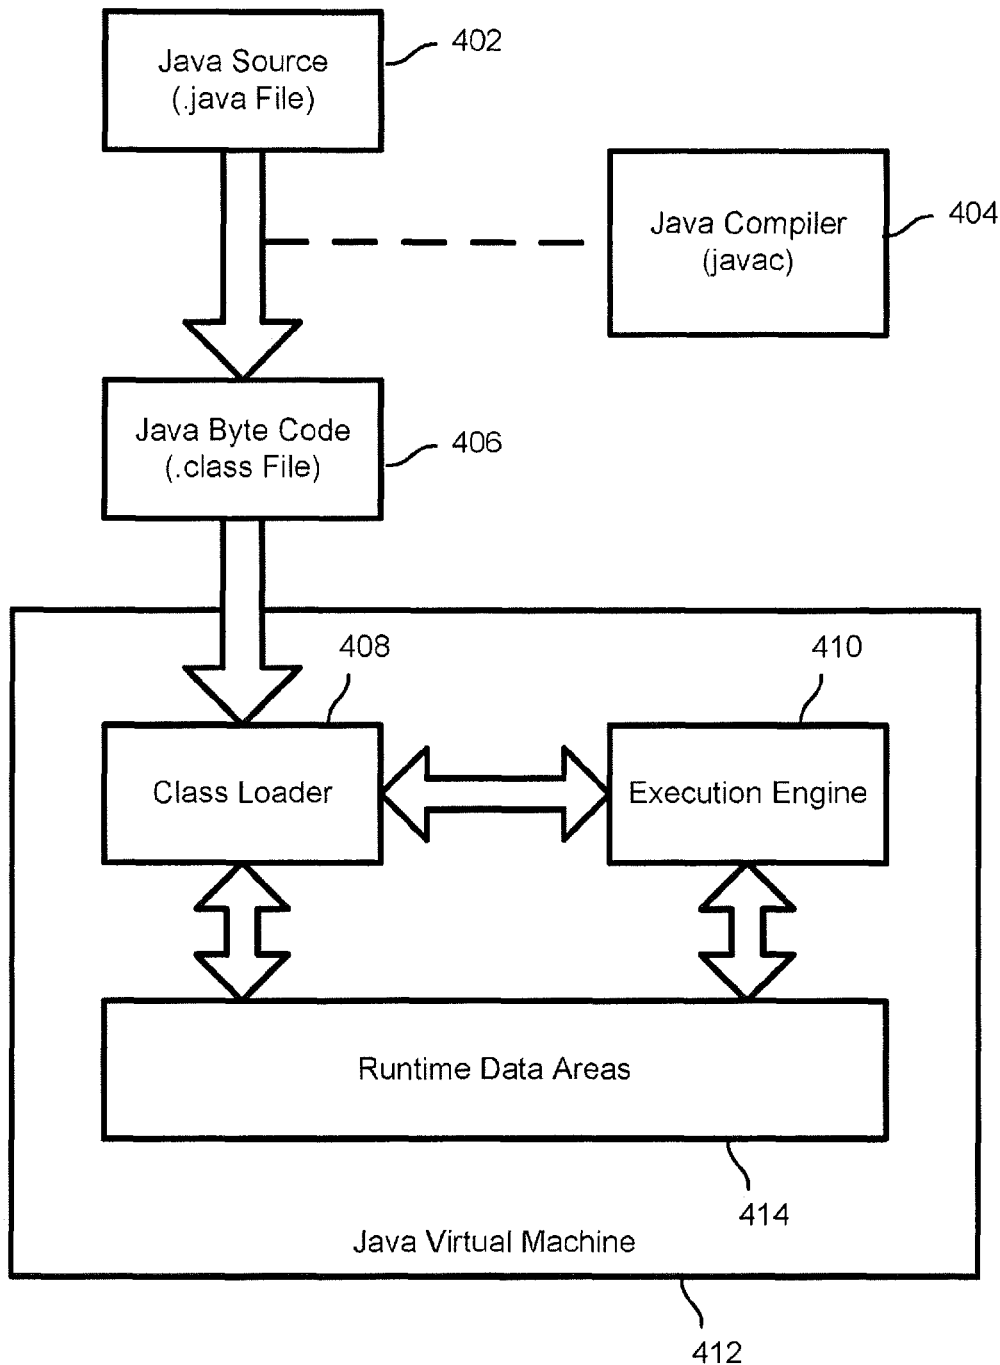 Java Source
(.java File)
402
Java Compiler
(javac)
404
Java Byte Code
(.class File)
406
408
410
Class Loader
Execution Engine
Runtime Data Areas
414
Java Virtual Machine
412